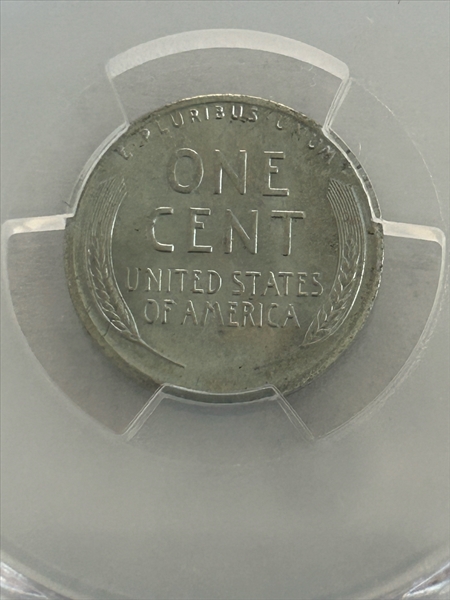 E·PLURIBUS·UNUM
ONE
CENT
UNITED STATES
OF AMERICA